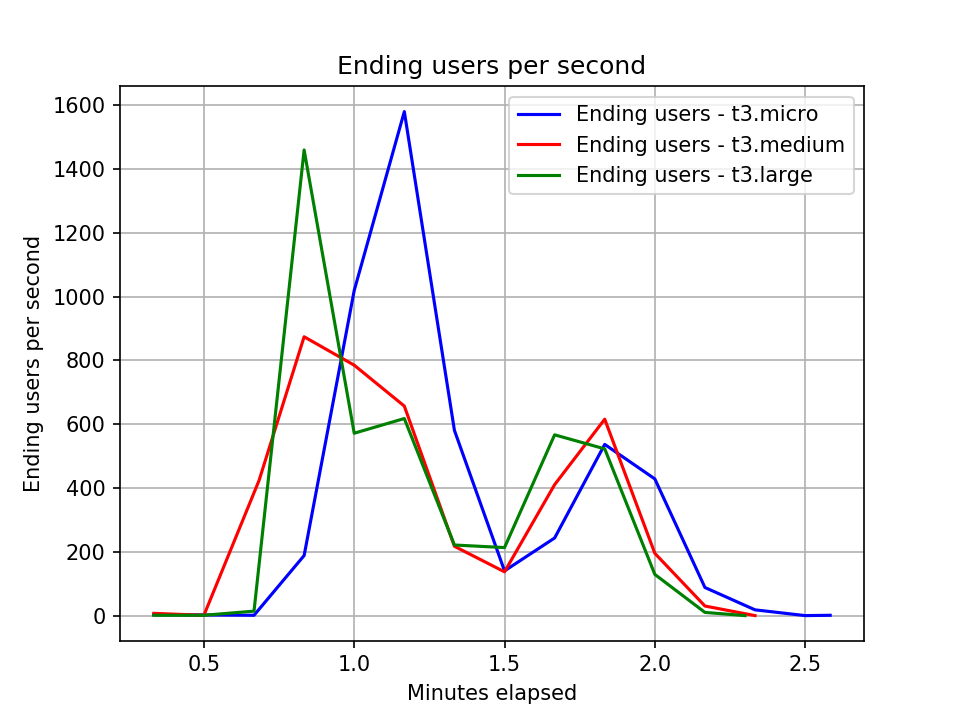 Ending users per second
Ending users - t3.micro
Ending users - t3.medium
Ending users - t3.large
Ending users per second
1600
1400
1200
1000
800
600
400
200
0
0.5 1.0 1.5 2.0 2.5
Minutes elapsed